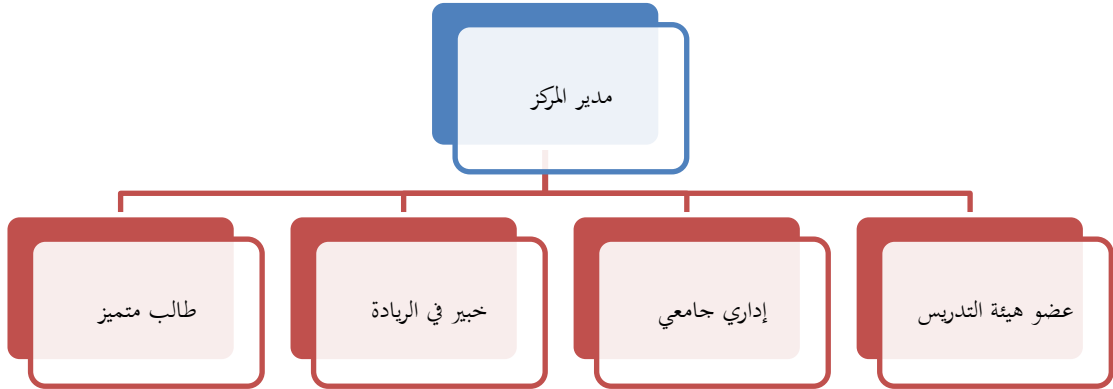 مدير المركز
عضو هيئة التدريس
إداري جامعي
خبير في الريادة
طالب متميز